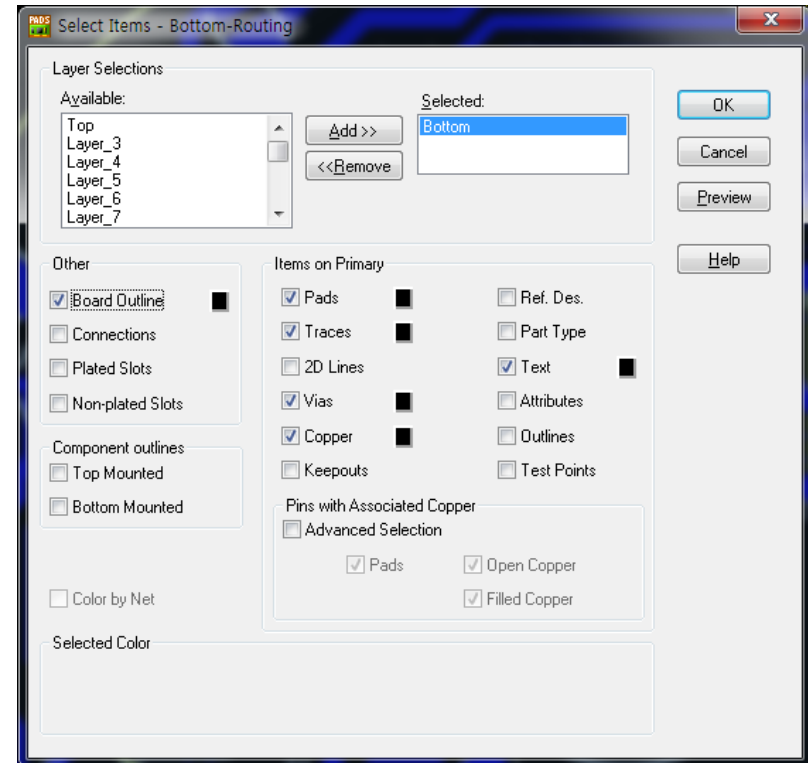 PADS
Select Items - Bottom-Routing
x
Layer Selections
Available:
Top
Layer_3
Layer_4
Layer_5
Layer_6
Layer_7
Add >>
<<Remove
Selected:
Bottom
OK
Cancel
Preview
Help
Other
Board Outline
Connections
Plated Slots
Non-plated Slots
Component outlines
Top Mounted
Bottom Mounted
Color by Net
Items on Primary
Pads
Traces
2D Lines
Vias
Copper
Keepouts
Ref. Des.
Part Type
Text
Attributes
Outlines
Test Points
Pins with Associated Copper
Advanced Selection
Pads
Open Copper
Filled Copper
Selected Color